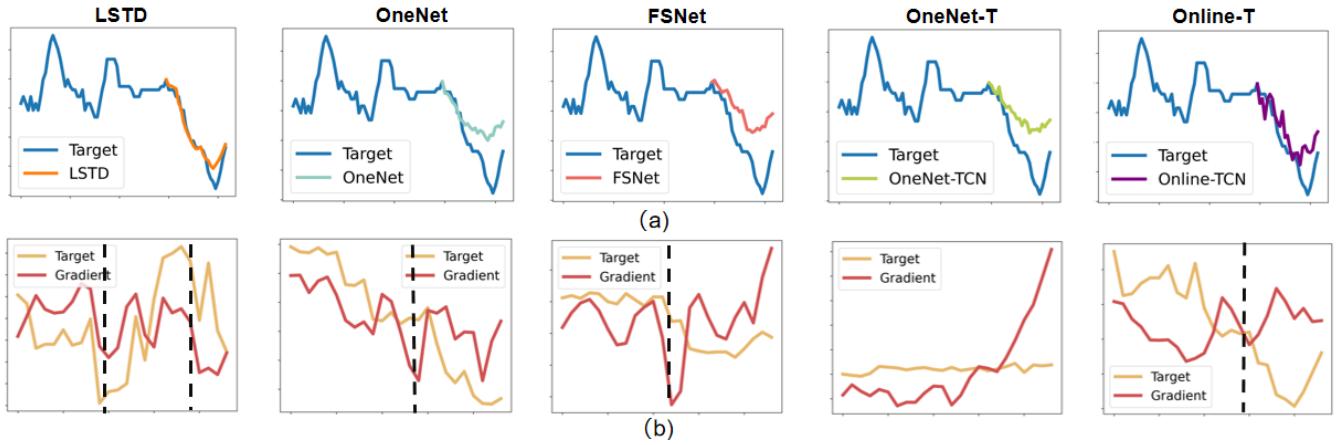 LSTD
OneNet
FSNet
OneNet-T
Online-T
Target
LSTD
Target
OneNet
Target
FSNet
Target
OneNet-TCN
Target
Online-TCN
(a)
Target
Gradient
Target
Gradient
Target
Gradient
Target
Gradient
Target
Gradient
(b)